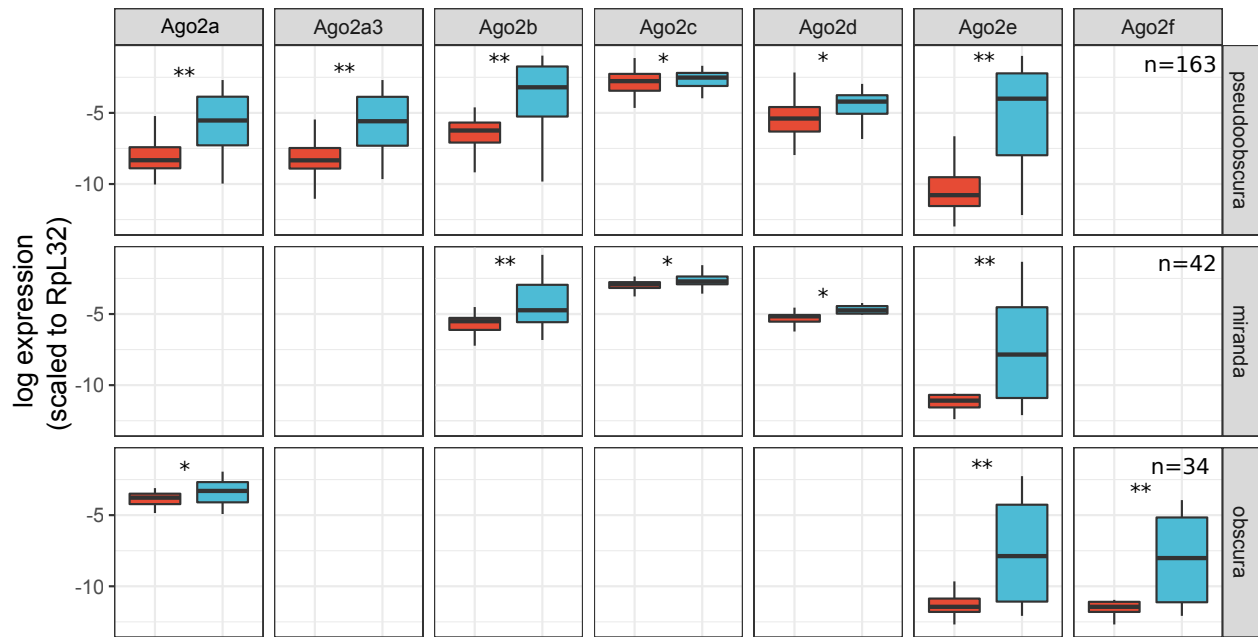 Ago2a Ago2a3 Ago2b Ago2c Ago2d Ago2e Ago2f
** ** ** * * ** n=163
-5
-10
pseudoobscura
** * * ** n=42
-5
-10
miranda
* ** ** n=34
-5
-10
obscura
log expression
(scaled to RpL32)